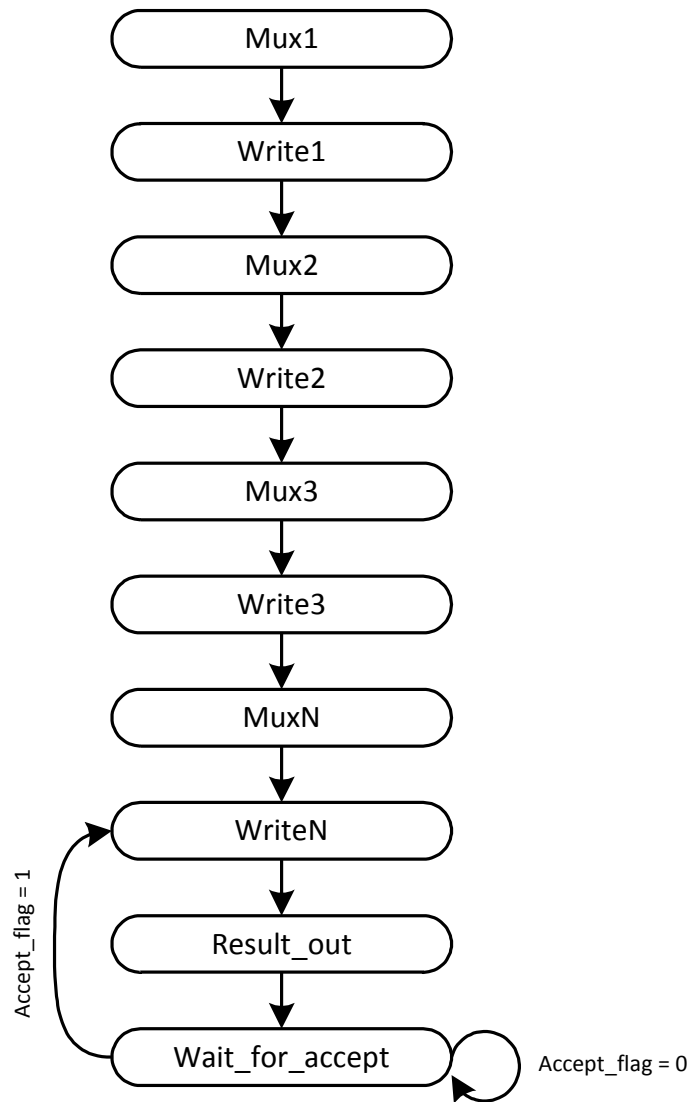 Mux1
Write1
Mux2
Write2
Mux3
Write3
MuxN
WriteN
Accept_flag = 1
Result_out
Wait_for_accept
Accept_flag = 0